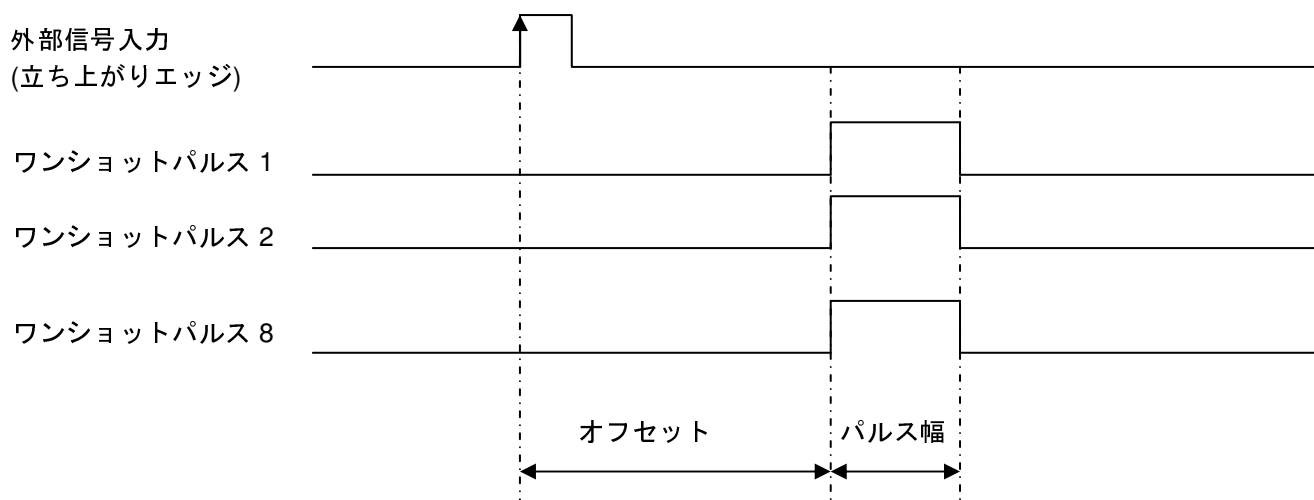 外部信号入力
(立ち上がりエッジ)
ワンショットパルス 1
ワンショットパルス 2
ワンショットパルス 8
オフセット
パルス幅